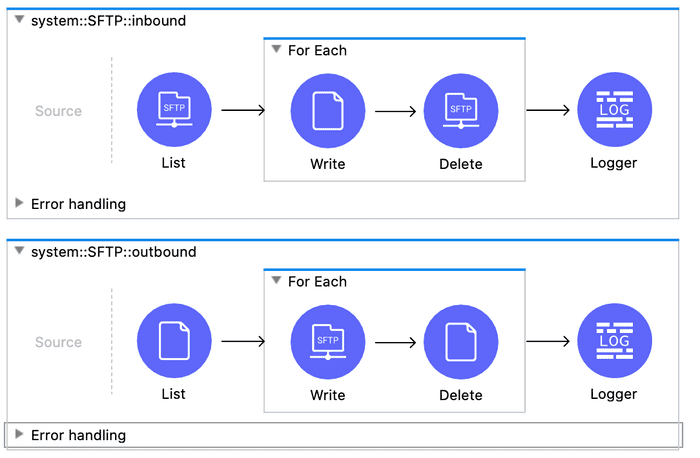 system::SFTP::inbound
For Each
Source
SFTP
SFTP
LOG
List
Write
Delete
Logger
Error handling
system::SFTP::outbound
For Each
Source
SFTP
LOG
List
Write
Delete
Logger
Error handling